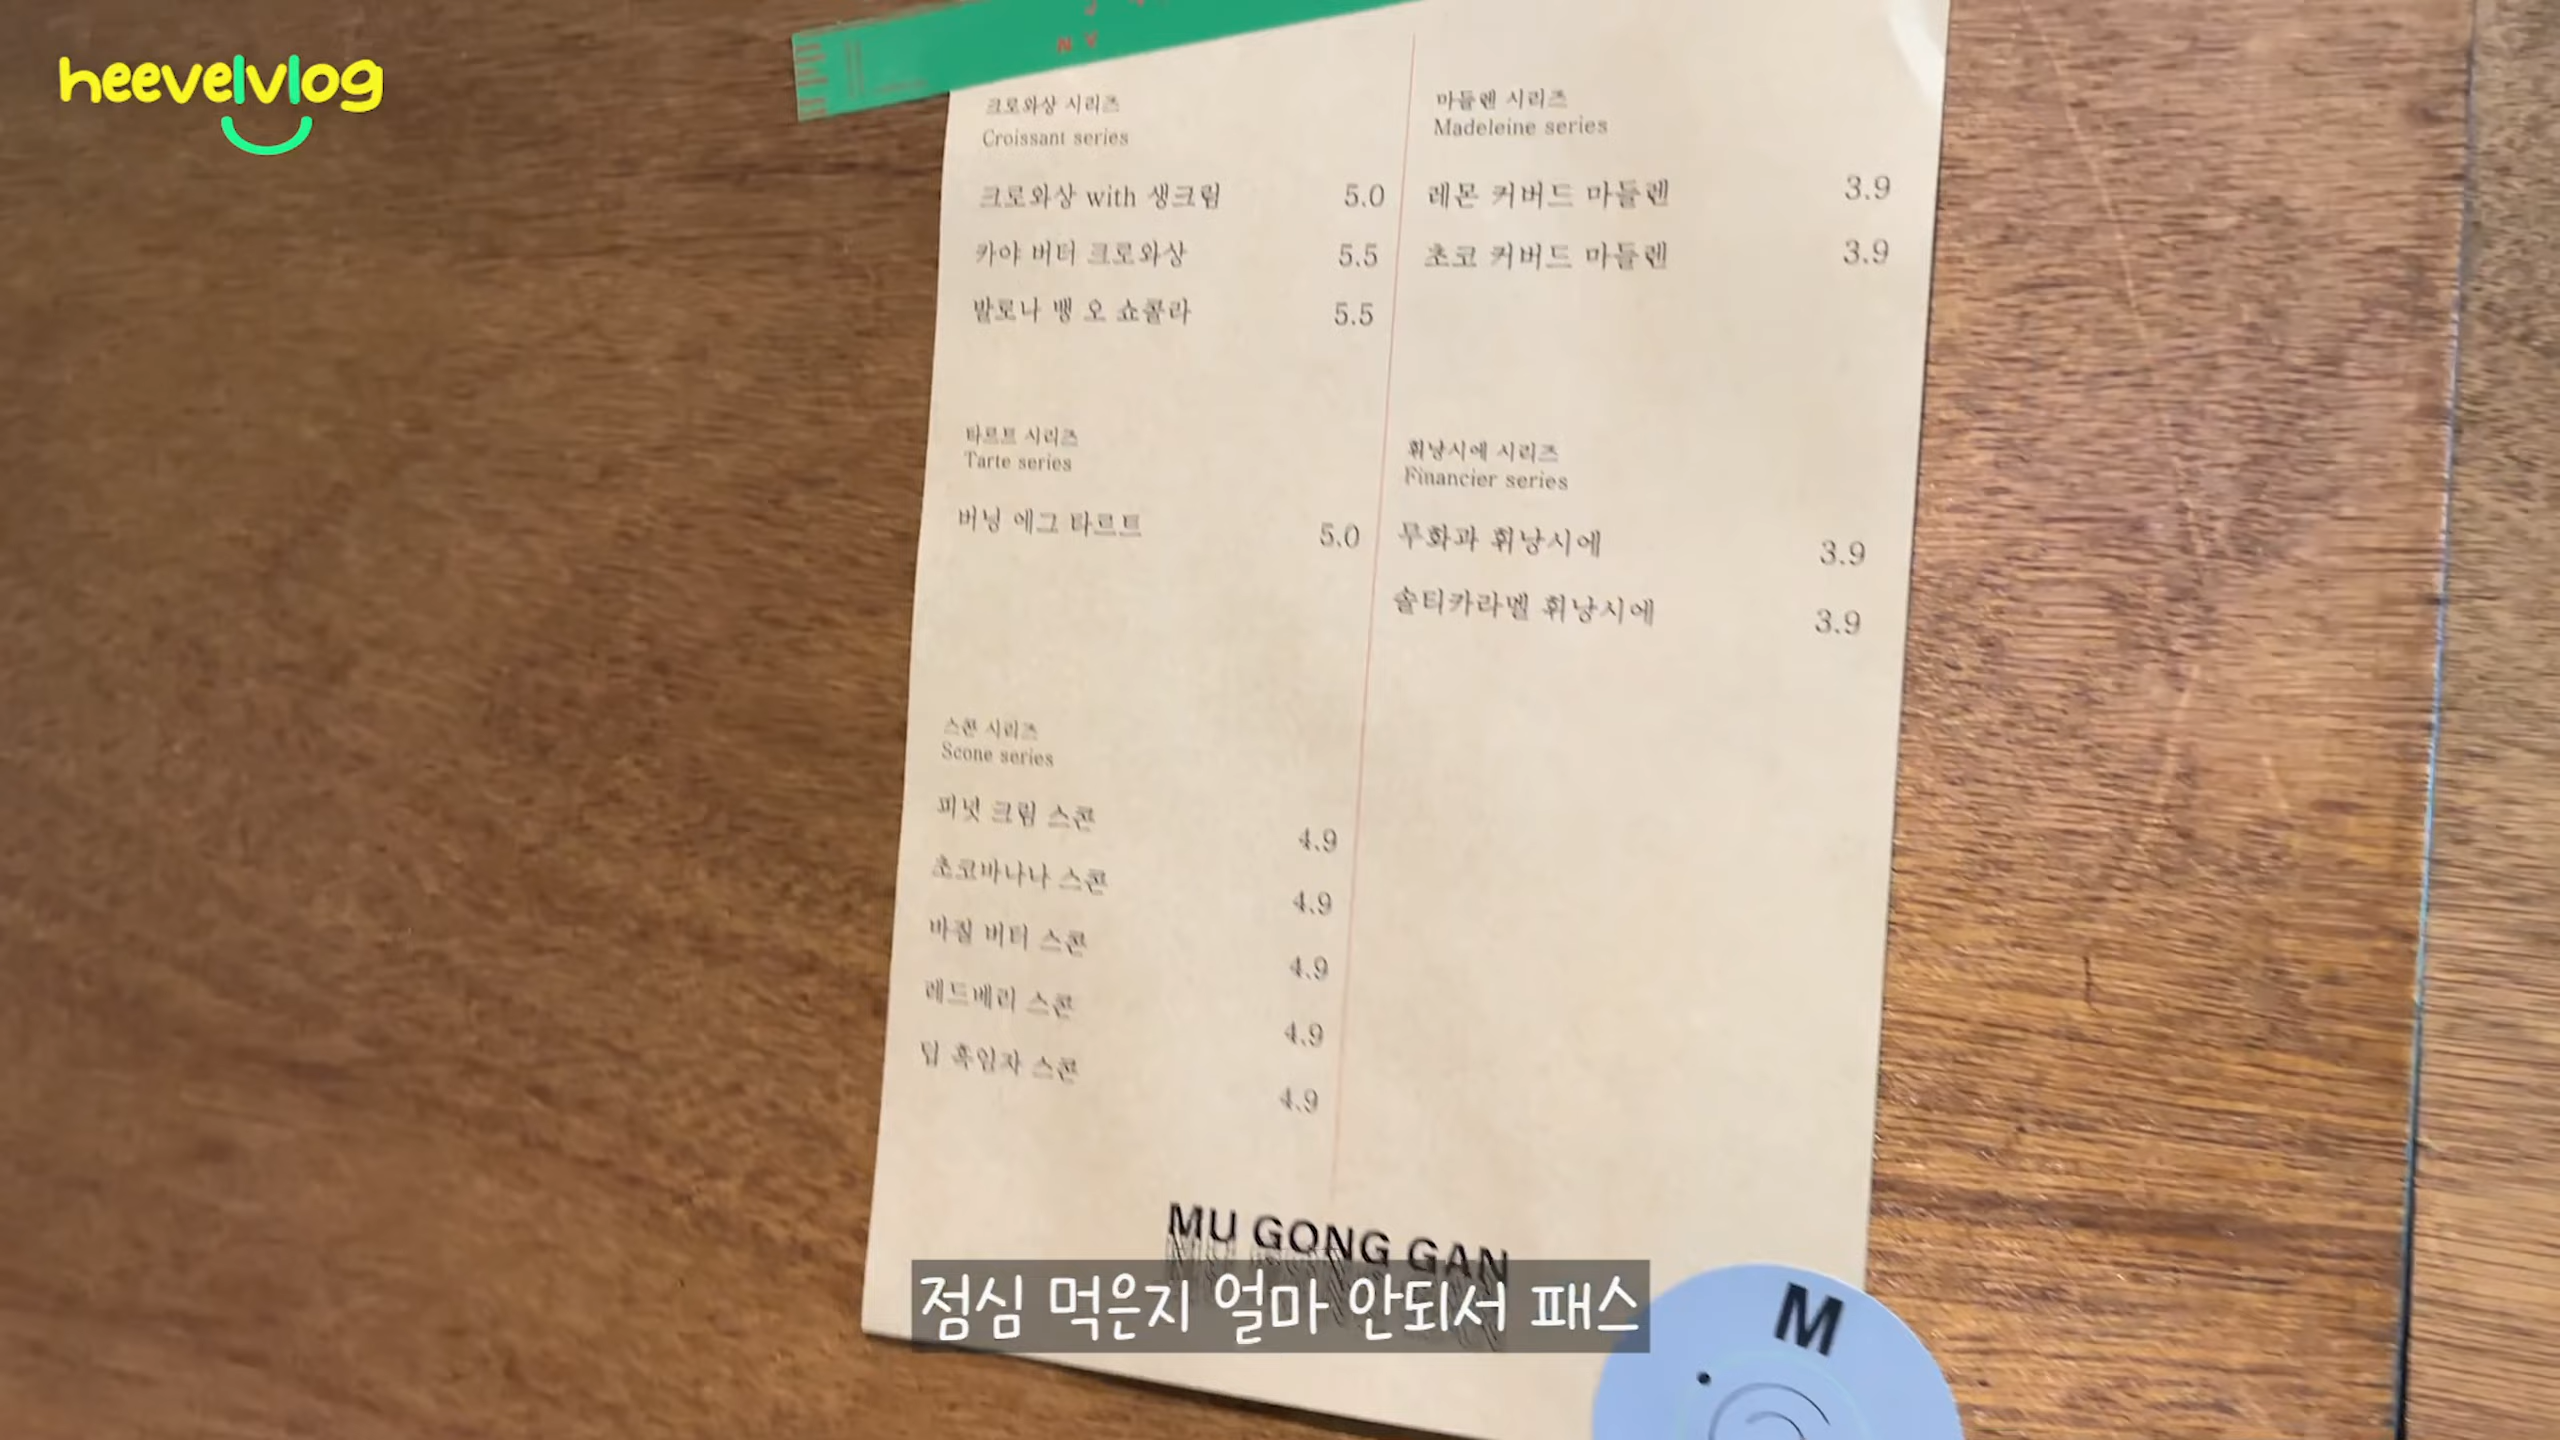 heevelvlog
크로와상 시리즈
Croissant series
크로와상 with 생크림 5.0
카야 버터 크로와상 5.5
발로나 뺑 오 쇼콜라 5.5
타르트 시리즈
Tarte series
버닝 에그 타르트 5.0
스콘 시리즈
Scone series
피넛 크림 스콘 4.9
초코바나나 스콘 4.9
바질 버터 스콘 4.9
레드베리 스콘 4.9
딥 흑임자 스콘 4.9
마들렌 시리즈
Madeleine series
레몬 커버드 마들렌 3.9
초코 커버드 마들렌 3.9
휘낭시에 시리즈
Financier series
무화과 휘낭시에 3.9
솔티카라멜 휘낭시에 3.9
MU GONG GAN
점심 먹은지 얼마 안되서 패스
M